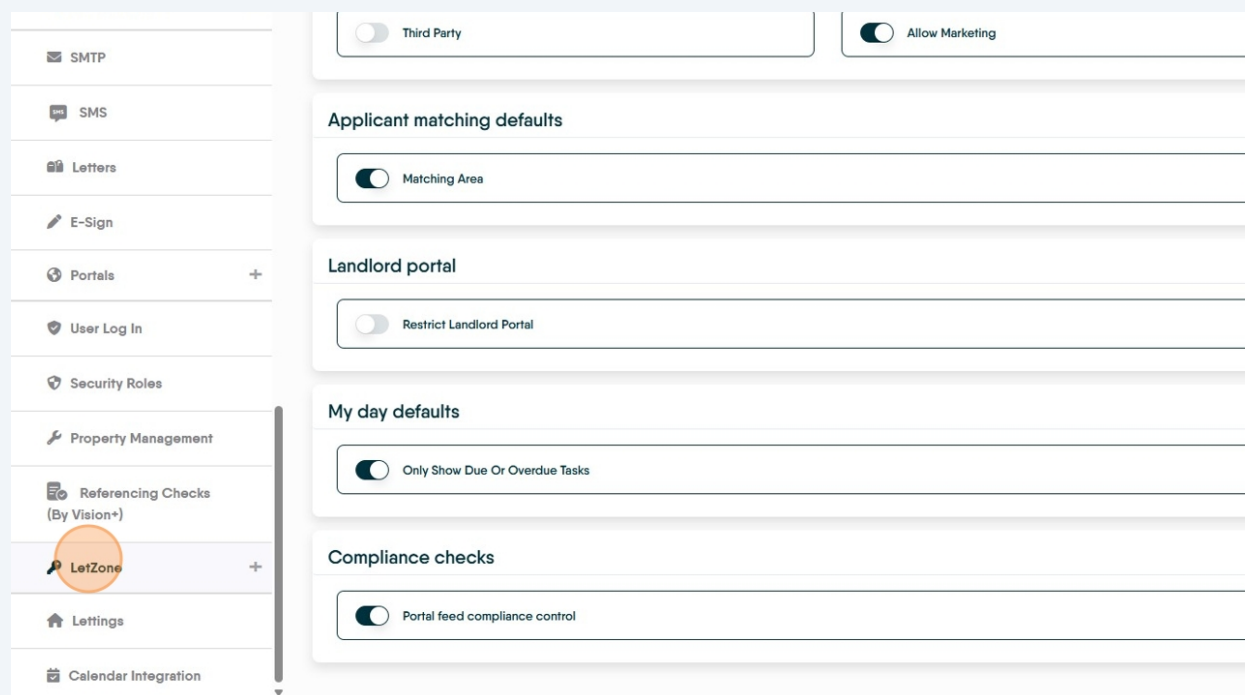 SMTP
SMS
Letters
E-Sign
Portals
User Log In
Security Roles
Property Management
Referencing Checks
(By Vision+)
LetZone
Lettings
Calendar Integration
Third Party
Allow Marketing
Applicant matching defaults
Matching Area
Landlord portal
Restrict Landlord Portal
My day defaults
Only Show Due Or Overdue Tasks
Compliance checks
Portal feed compliance control